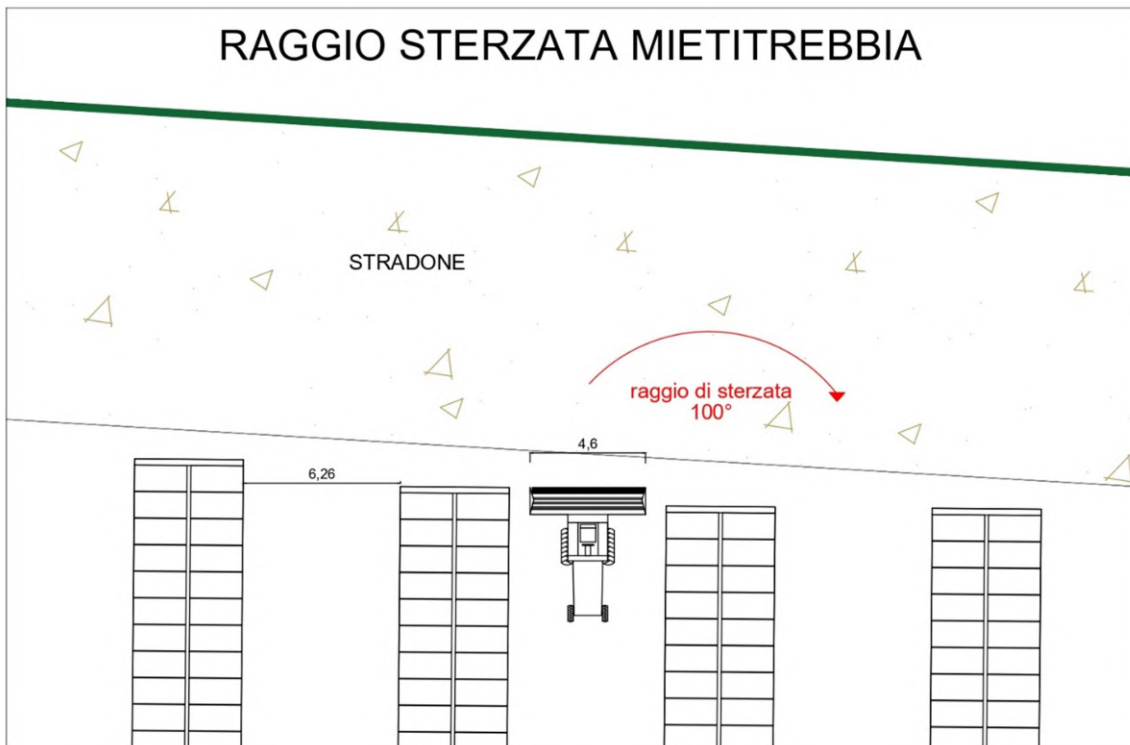 RAGGIO STERZATA MIETITREBBIA
STRADONE
raggio di sterzata
100°
4,6
6,26